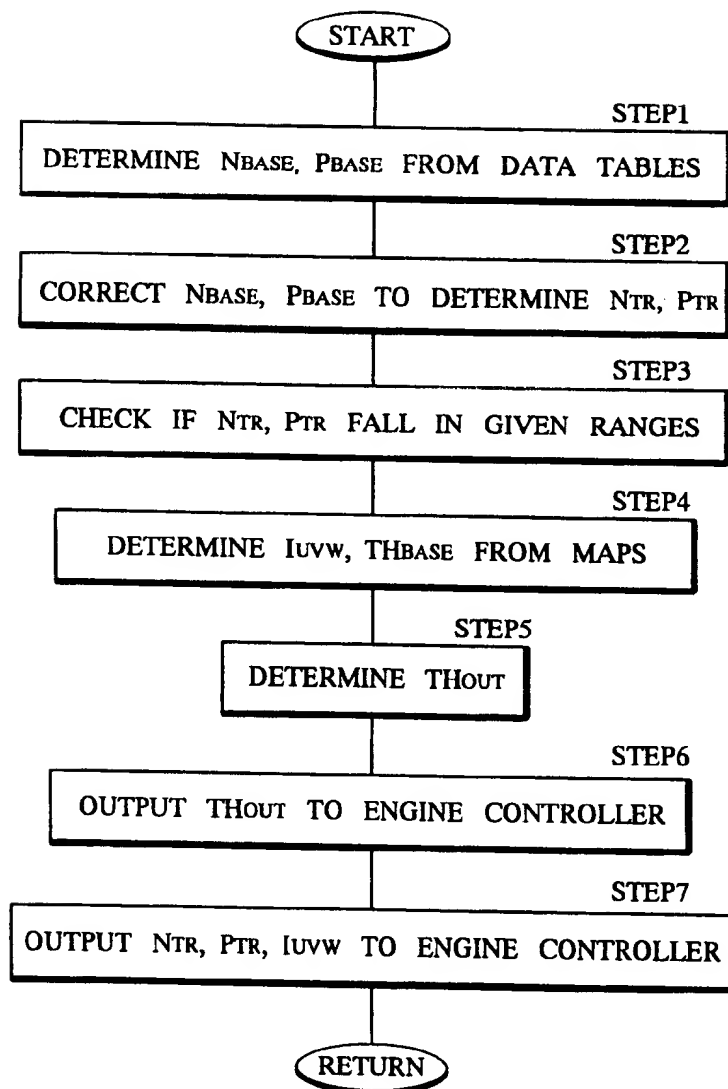 START
STEP1
DETERMINE NBASE, PBASE FROM DATA TABLES
STEP2
CORRECT NBASE, PBASE TO DETERMINE NTR, PTR
STEP3
CHECK IF NTR, PTR FALL IN GIVEN RANGES
STEP4
DETERMINE IUVW, THBASE FROM MAPS
STEP5
DETERMINE THOUT
STEP6
OUTPUT THOUT TO ENGINE CONTROLLER
STEP7
OUTPUT NTR, PTR, IUVW TO ENGINE CONTROLLER
RETURN